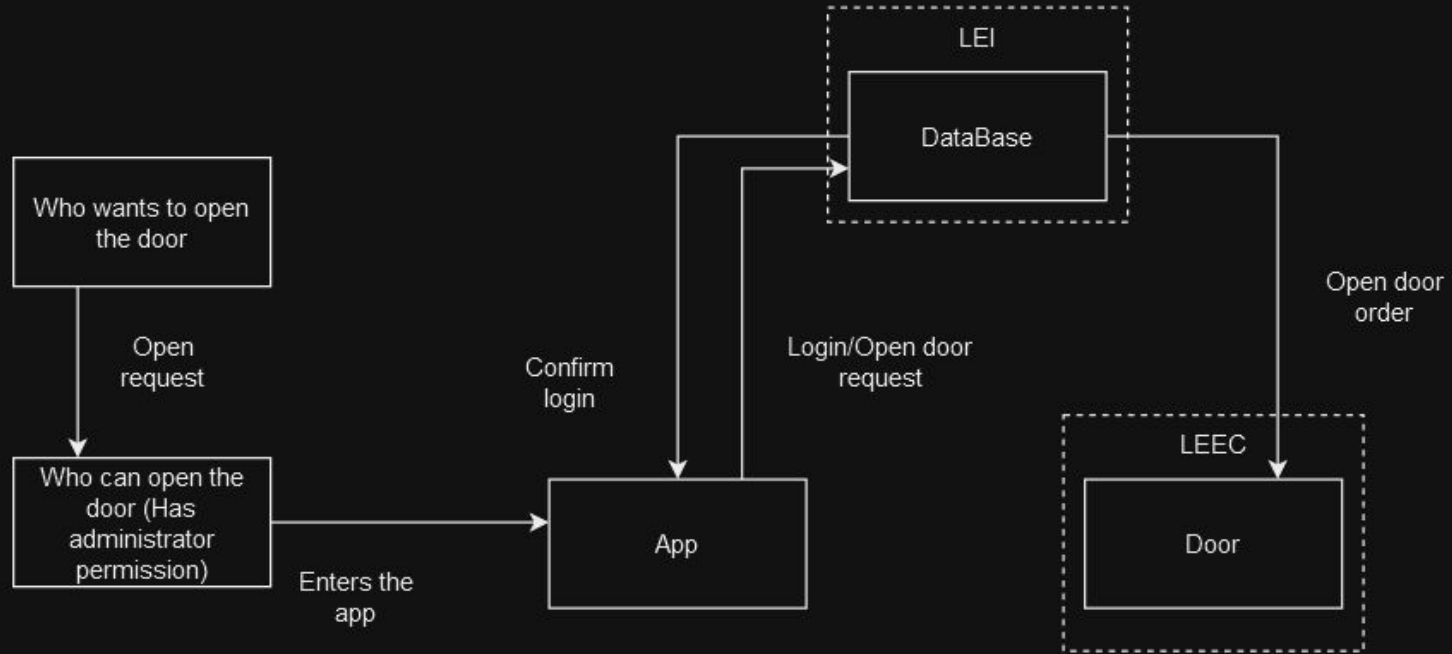 LEI
DataBase
Who wants to open
the door
Open door
order
Open
request
Login/Open door
request
Confirm
login
LEEC
Who can open the
door (Has
administrator
permission)
App
Door
Enters the
app